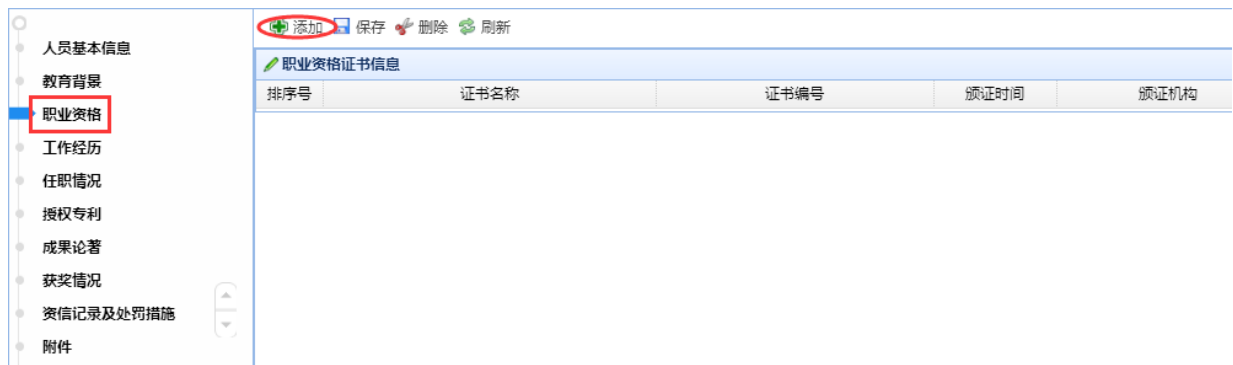 添加 保存 删除 刷新
人员基本信息
职业资格证书信息
教育背景
排序号 证书名称 证书编号 颁证时间 颁证机构
职业资格
工作经历
任职情况
授权专利
成果论著
获奖情况
资信记录及处罚措施
附件